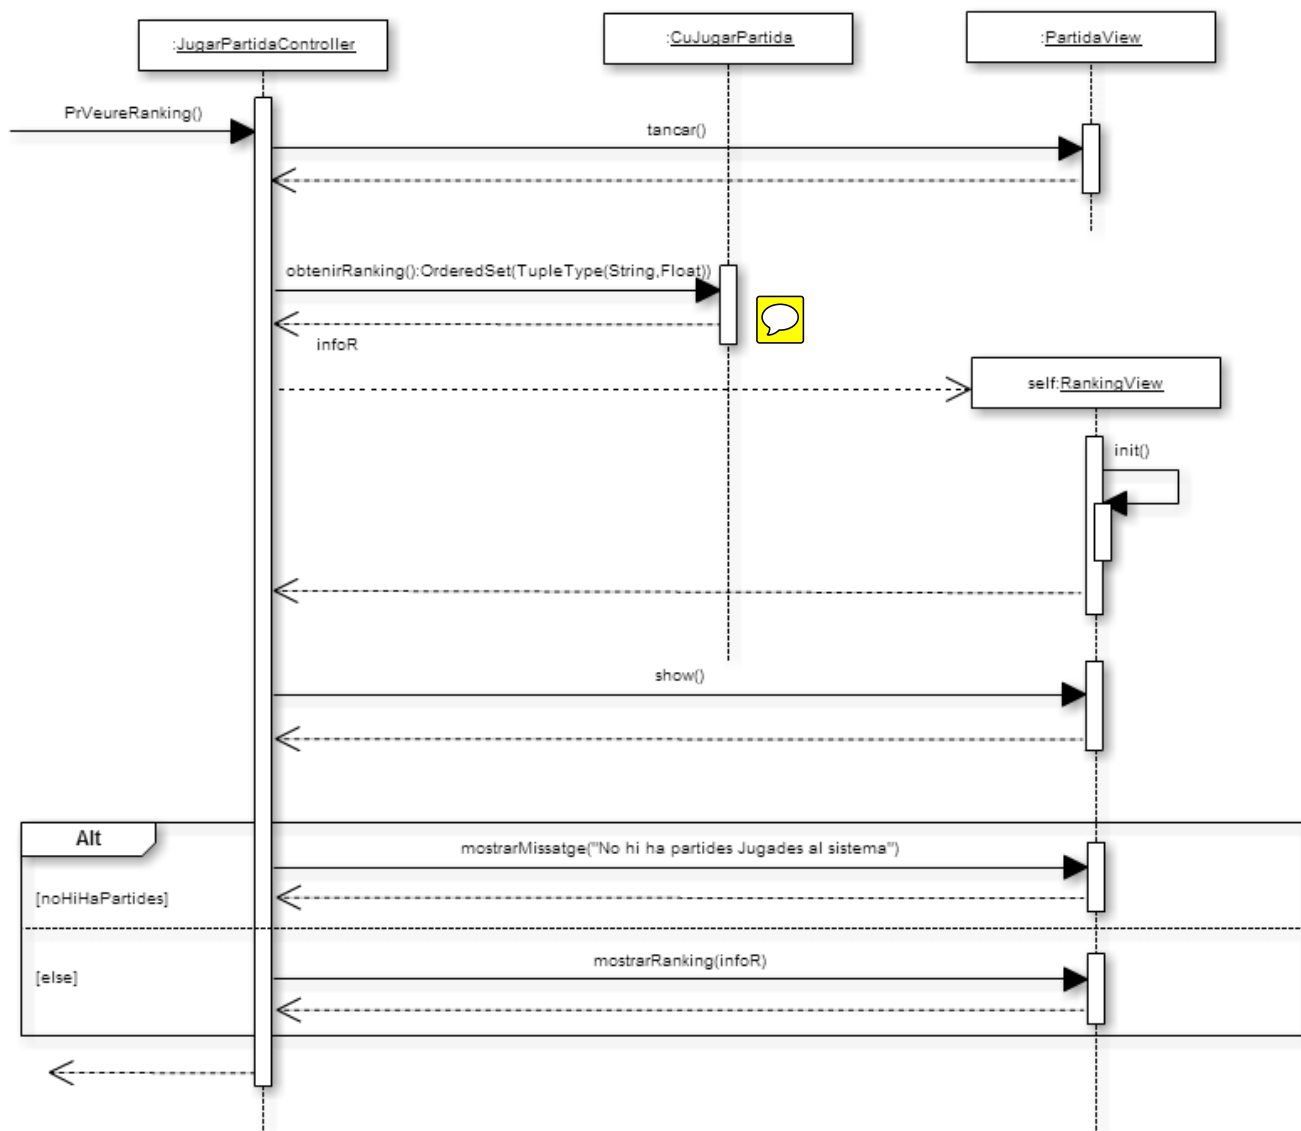 :JugarPartidaController
:CuJugarPartida
:PartidaView
PrVeureRanking()
tancar()
obtenirRanking():OrderedSet(TupleType(String,Float))
infoR
self:RankingView
init()
show()
Alt
mostrarMissatge("No hi ha partides Jugades al sistema")
[noHiHaPartides]
mostrarRanking(infoR)
[else]